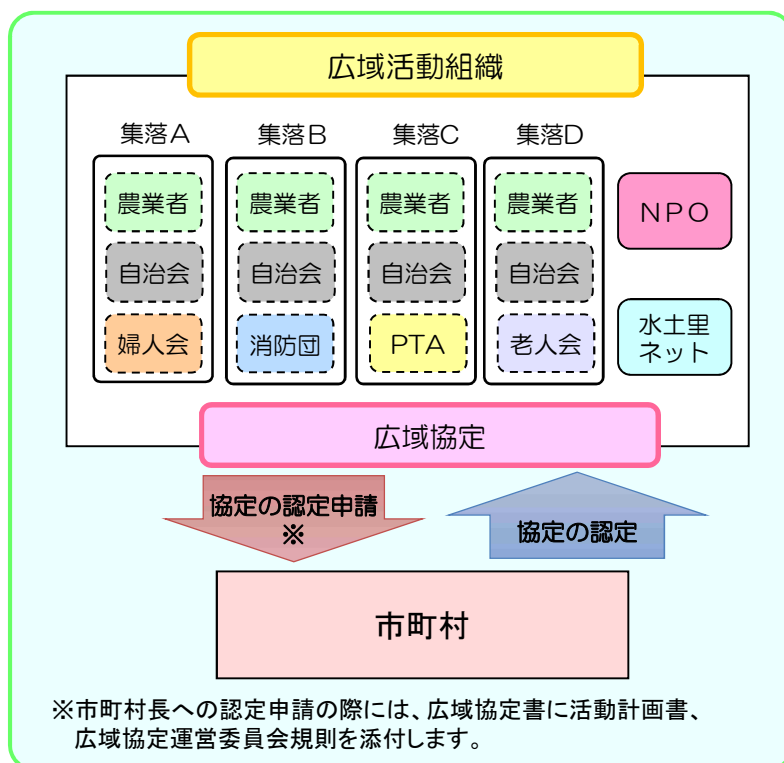 広域活動組織
集落A 集落B 集落C 集落D
農業者 農業者 農業者 農業者
NPO
自治会 自治会 自治会 自治会
婦人会 消防団 PTA 老人会
水土里
ネット
広域協定
協定の認定申請
※
協定の認定
市町村
※市町村長への認定申請の際には、広域協定書に活動計画書、
広域協定運営委員会規則を添付します。